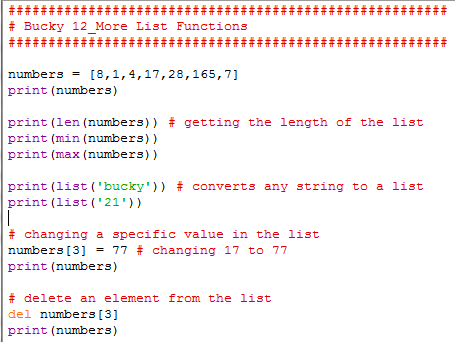 #######################################################
# Bucky 12_More List Functions
#######################################################
numbers = [8,1,4,17,28,165,7]
print(numbers)
print(len(numbers)) # getting the length of the list
print(min(numbers))
print(max(numbers))
print(list('bucky')) # converts any string to a list
print(list('21'))
# changing a specific value in the list
numbers[3] = 77 # changing 17 to 77
print(numbers)
# delete an element from the list
del numbers[3]
print(numbers)